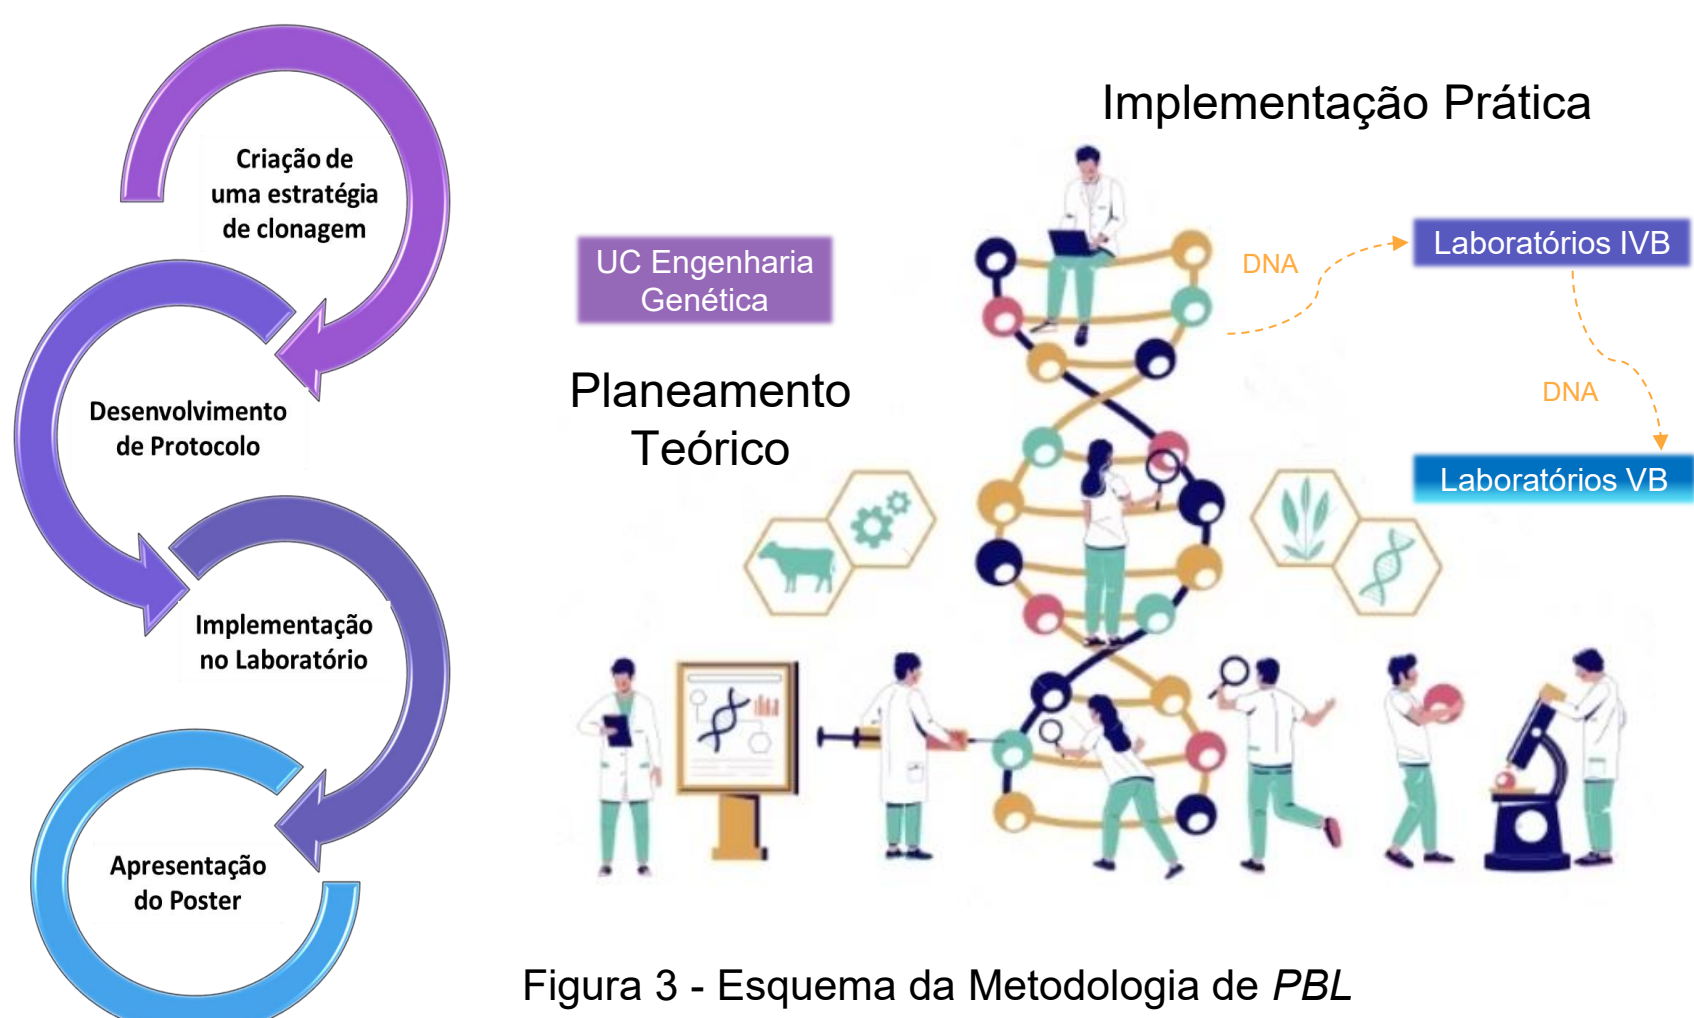 Criação de
uma estratégia
de clonagem
Desenvolvimento
de Protocolo
Implementação
no Laboratório
Apresentação
do Poster
UC Engenharia
Genética
Planeamento
Teórico
Implementação Prática
DNA
Laboratórios IVB
DNA
Laboratórios VB
Figura 3 - Esquema da Metodologia de PBL